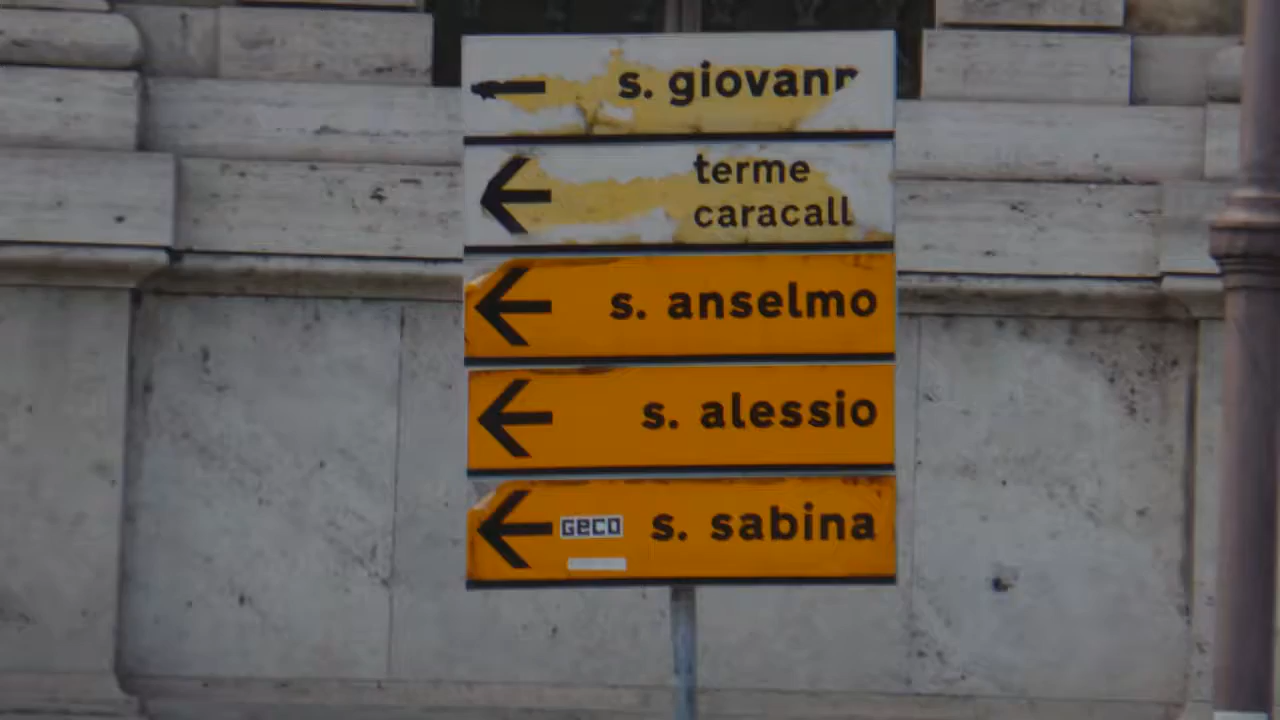 s. giovann
terme
caracall
s. anselmo
s. alessio
GECO s. sabina